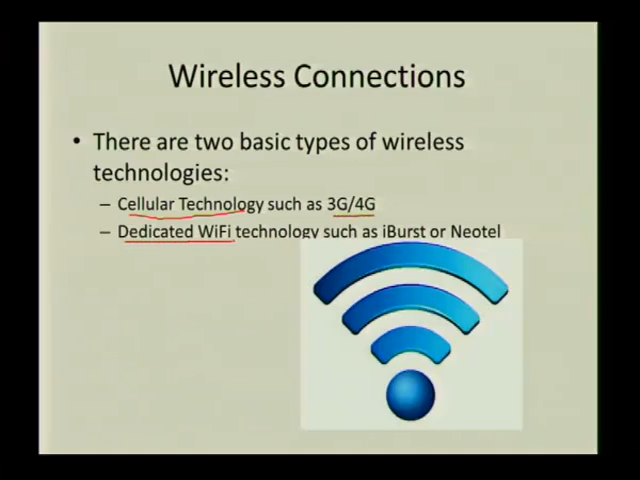 Wireless Connections
• There are two basic types of wireless
technologies:
– Cellular Technology such as 3G/4G
– Dedicated WiFi technology such as iBurst or Neotel